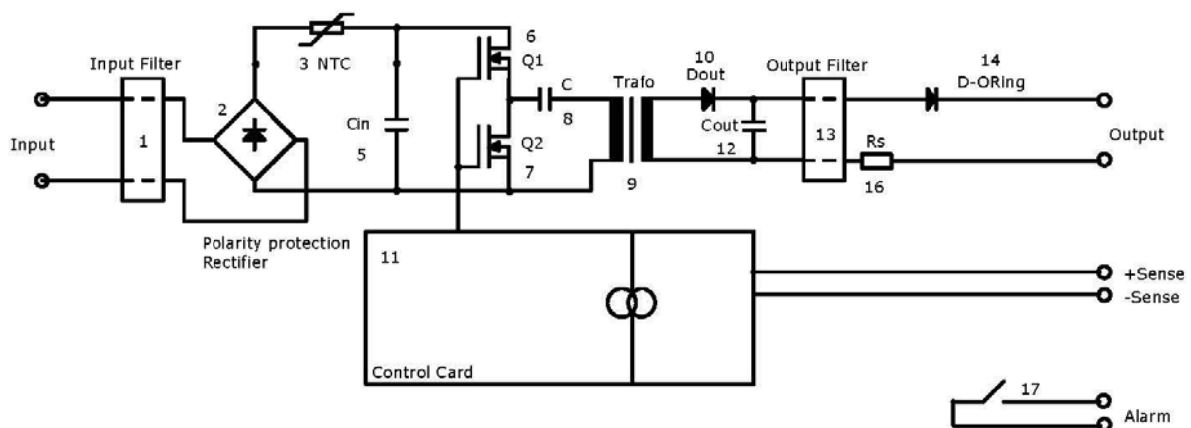 Input Filter
1
Input
2
Polarity protection
Rectifier
3 NTC
Cin
5
6
Q1
Q2
7
C
8
Trafo
9
10
Dout
Cout
12
Output Filter
13
14
D-ORing
Rs
16
Output
11
Control Card
+Sense
-Sense
17
Alarm